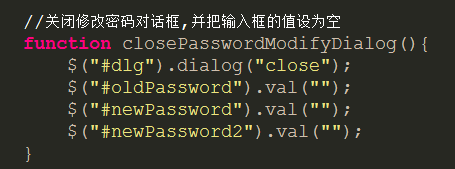 //关闭修改密码对话框,并把输入框的值设为空
function closePasswordModifyDialog(){
$("#dlg").dialog("close");
$("#oldPassword").val("");
$("#newPassword").val("");
$("#newPassword2").val("");
}